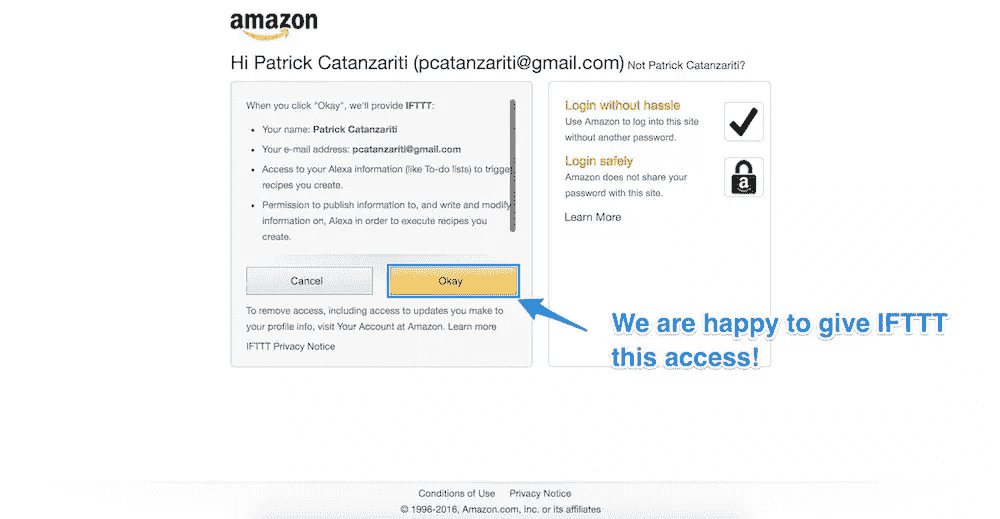 amazon
Hi Patrick Catanzariti (pcatanzariti@gmail.com) Not Patrick Catanzariti?
When you click "Okay", we'll provide IFTTT:
• Your name: Patrick Catanzariti
• Your e-mail address: pcatanzariti@gmail.com
• Access to your Alexa information (like To-do lists) to
recipes you create.
• Permission to publish information to, and write and modify
information on, Alexa in order to execute recipes you
create.
Cancel
Okay
To remove access, including access to updates you make to
your profile info, visit Your Account at Amazon. Learn more
IFTTT Privacy Notice
Login without hassle
Use Amazon to log into this site
without another password.
Login safely
Amazon does not share your
password with this site.
Learn More
a
We are happy to give IFTTT
this access!
Conditions of Use Privacy Notice
© 1996-2016, Amazon.com, Inc. or its affiliates